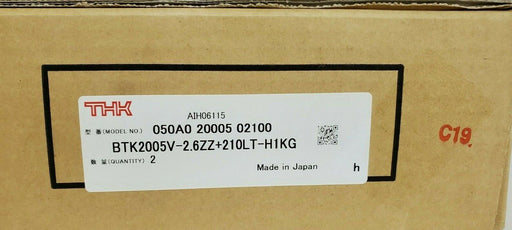 THK
AIH06115
型 番(MODEL NO.) 050A0 20005 02100
BTK2005V-2.6ZZ+210LT-H1KG
数 量(QUANTITY) 2
Made in Japan
h
C19.